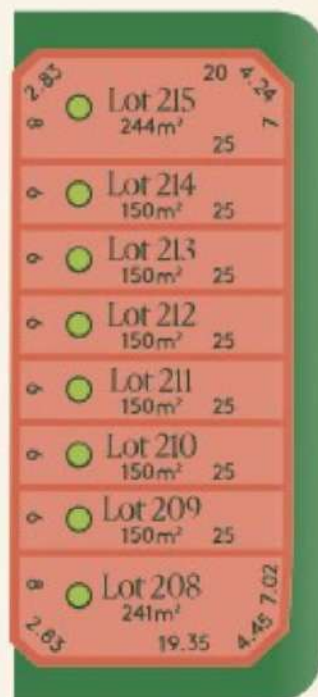 2.83 20 4.24
Lot 215
8 244m² 7
25
Lot 214
6 150m² 25
Lot 213
6 150m² 25
Lot 212
6 150m² 25
Lot 211
6 150m² 25
Lot 210
6 150m² 25
Lot 209
6 150m² 25
8 Lot 208 7.02
241m²
2.83 19.35 4.45